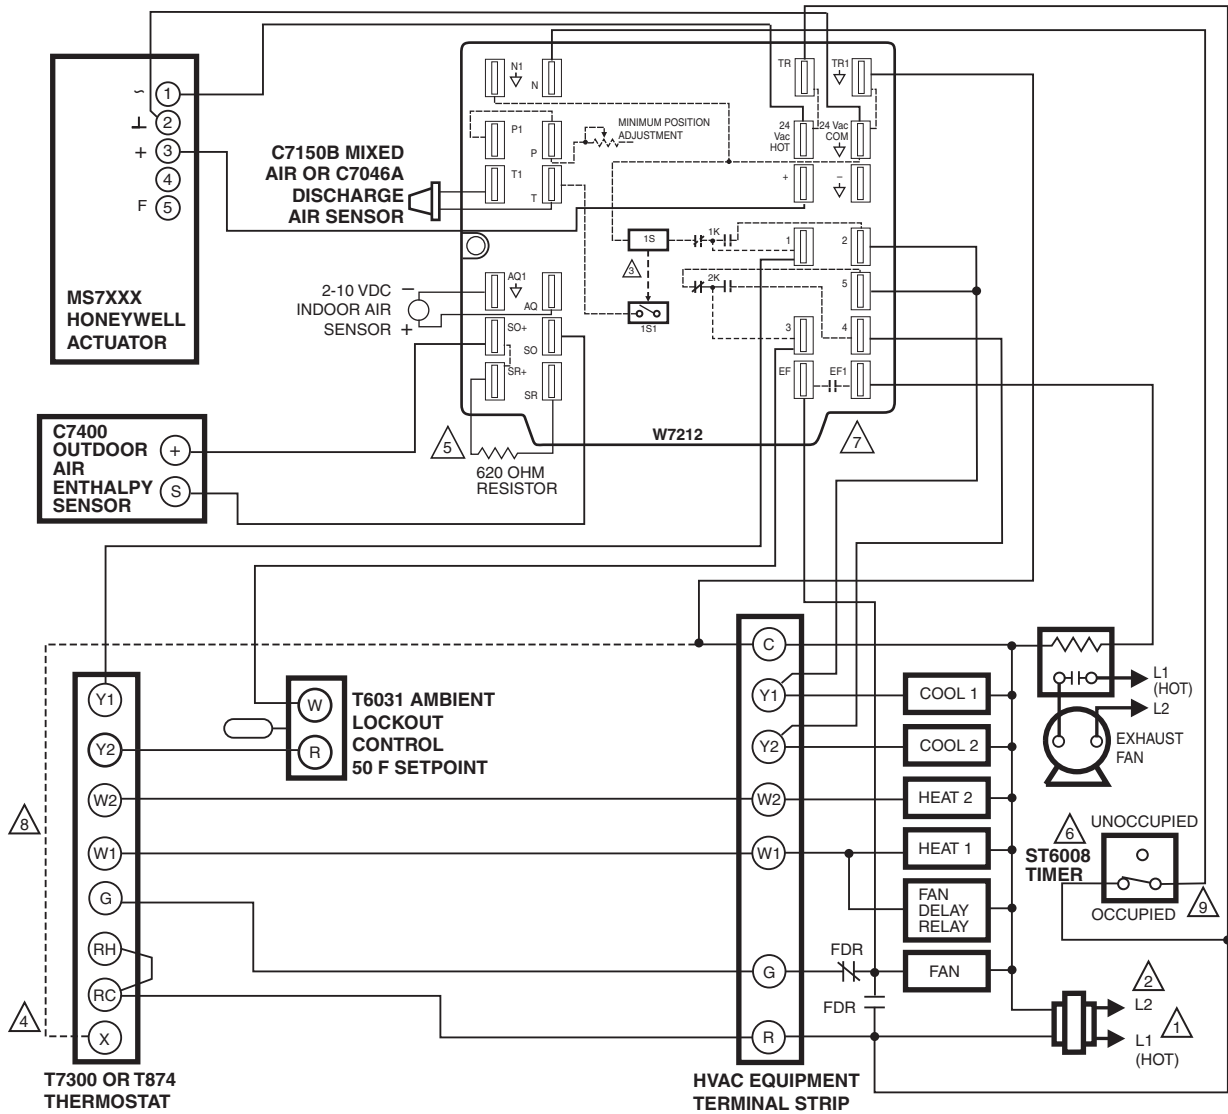 N1
N
TR
TR1
~
1
2
+
3
4
F
5
MS7XXX
HONEYWELL
ACTUATOR
C7150B MIXED
AIR OR C7046A
DISCHARGE
AIR SENSOR
P1
P
MINIMUM POSITION
ADJUSTMENT
T1
T
24
Vac
HOT
24 Vac
COM
+
–
1S
1K
1
2
3
2K
5
1S1
3
4
EF
EF1
2-10 VDC
INDOOR AIR
SENSOR
–
+
AQ1
AQ
SO+
SO
SR+
SR
W7212
7
5
620 OHM
RESISTOR
C7400
OUTDOOR
AIR
ENTHALPY
SENSOR
+
S
Y1
Y2
W2
W1
G
RH
RC
X
8
4
T7300 OR T874
THERMOSTAT
W
R
T6031 AMBIENT
LOCKOUT
CONTROL
50 F SETPOINT
C
Y1
Y2
W2
W1
G
R
HVAC EQUIPMENT
TERMINAL STRIP
COOL 1
COOL 2
HEAT 2
HEAT 1
FAN
DELAY
RELAY
FAN
FDR
FDR
L1
(HOT)
L2
EXHAUST
FAN
6
UNOCCUPIED
ST6008
TIMER
OCCUPIED
9
2
L2
1
L1
(HOT)